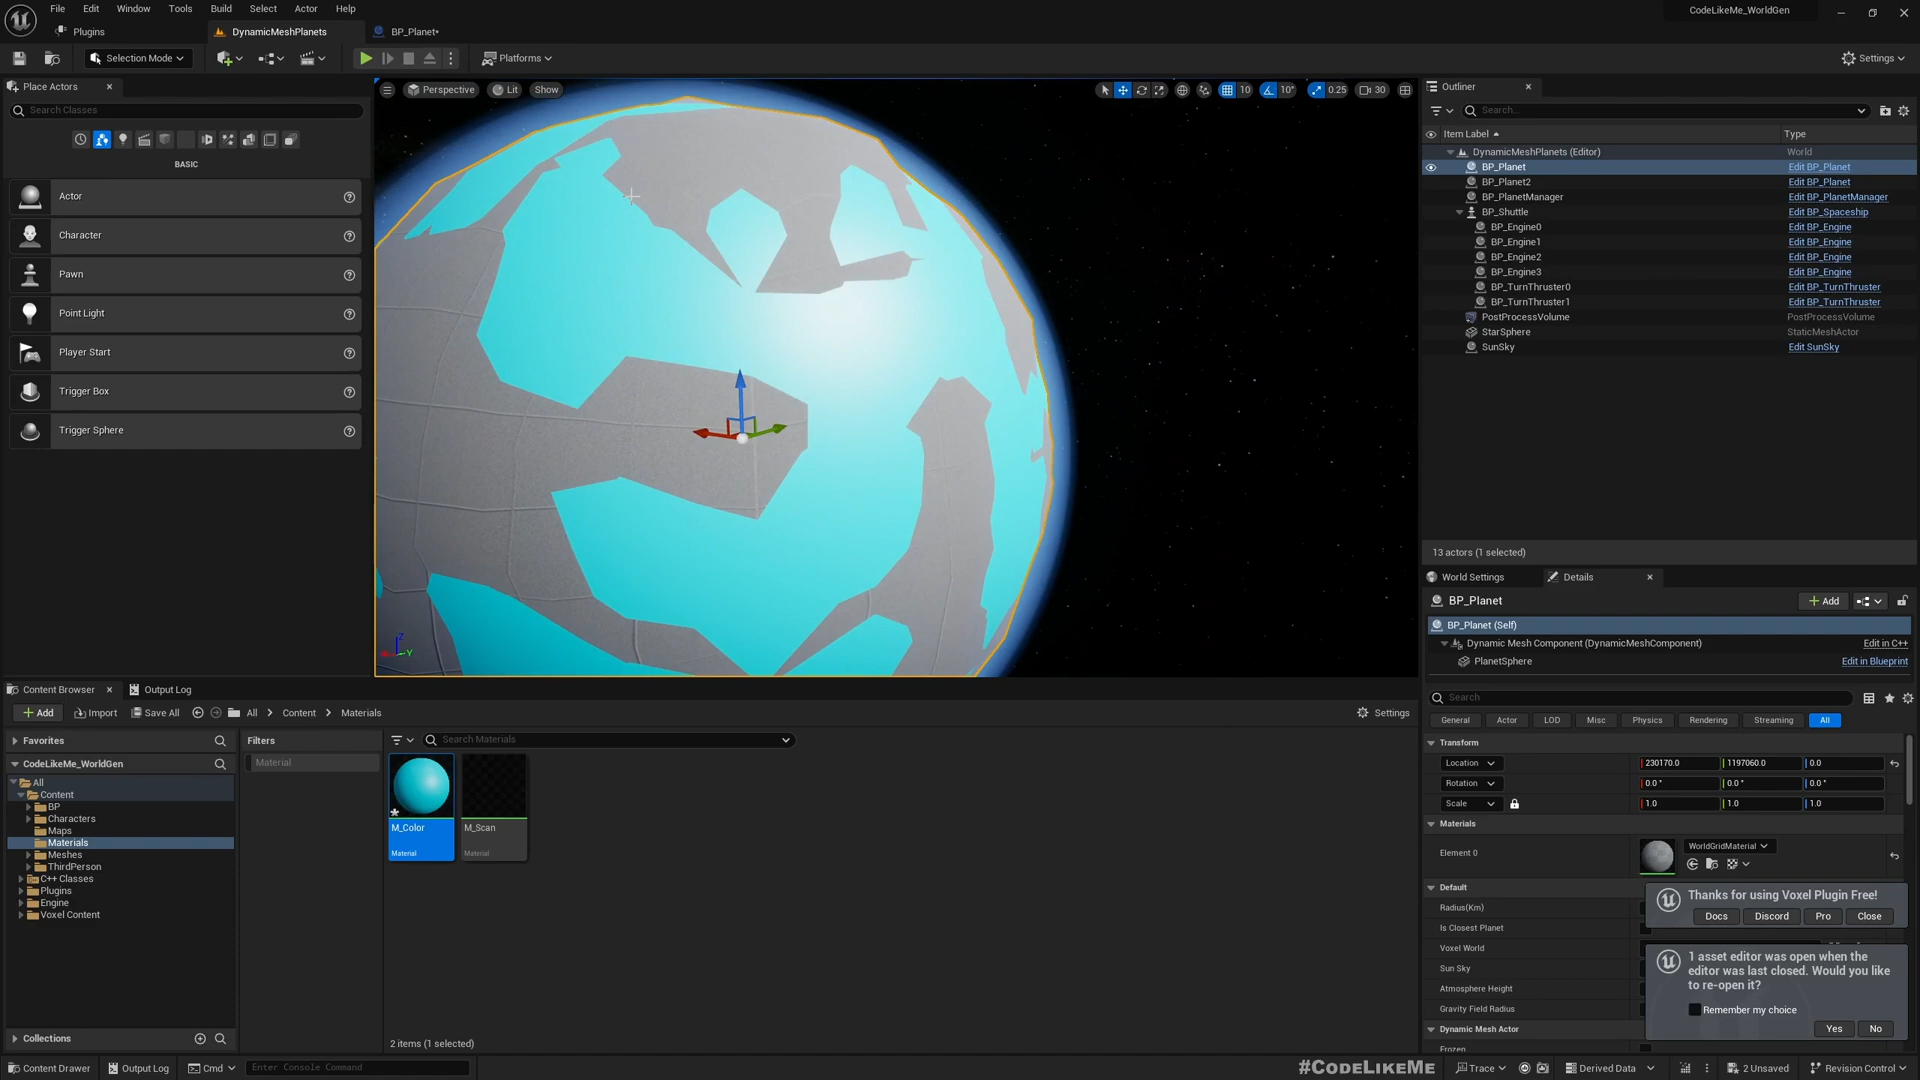 File Edit Window Tools Build Select Actor Help
CodeLikeMe_WorldGen
Plugins DynamicMeshPlanets BP_Planet•
Selection Mode Platforms Settings
Place Actors
Search Classes
BASIC
Actor
Character
Pawn
Point Light
Player Start
Trigger Box
Trigger Sphere
Perspective Lit Show
10 10° 0.25 30
Z
Y
Outliner
Search...
Item Label Type
DynamicMeshPlanets (Editor) World
BP_Planet Edit BP_Planet
BP_Planet2 Edit BP_Planet
BP_PlanetManager Edit BP_PlanetManager
BP_Shuttle Edit BP_Spaceship
BP_Engine0 Edit BP_Engine
BP_Engine1 Edit BP_Engine
BP_Engine2 Edit BP_Engine
BP_Engine3 Edit BP_Engine
BP_TurnThruster0 Edit BP_TurnThruster
BP_TurnThruster1 Edit BP_TurnThruster
PostProcessVolume PostProcessVolume
StarSphere StaticMeshActor
SunSky Edit SunSky
13 actors (1 selected)
World Settings Details
BP_Planet
Add
BP_Planet (Self)
Dynamic Mesh Component (DynamicMeshComponent) Edit in C++
PlanetSphere Edit in Blueprint
Search
General Actor LOD Misc Physics Rendering Streaming All
Transform
Location 230170.0 1197060.0 0.0
Rotation 0.0° 0.0° 0.0°
Scale 1.0 1.0 1.0
Materials
Element 0 WorldGridMaterial
Default
Radius(Km)
Is Closest Planet
Voxel World
Sun Sky
Atmosphere Height
Gravity Field Radius
Dynamic Mesh Actor
Frozen
Thanks for using Voxel Plugin Free!
Docs Discord Pro Close
1 asset editor was open when the
editor was last closed. Would you like
to re-open it?
Remember my choice
Yes No
Content Browser Output Log
Add Import Save All All Content Materials Settings
Favorites
CodeLikeMe_WorldGen
All
Content
BP
Characters
Maps
Materials
Meshes
ThirdPerson
C++ Classes
Plugins
Engine
Voxel Content
Collections
Filters
Material
Search Materials
M_Color
Material
M_Scan
Material
2 items (1 selected)
#CODELIKEME
Content Drawer Output Log Cmd Enter Console Command Trace Derived Data 2 Unsaved Revision Control